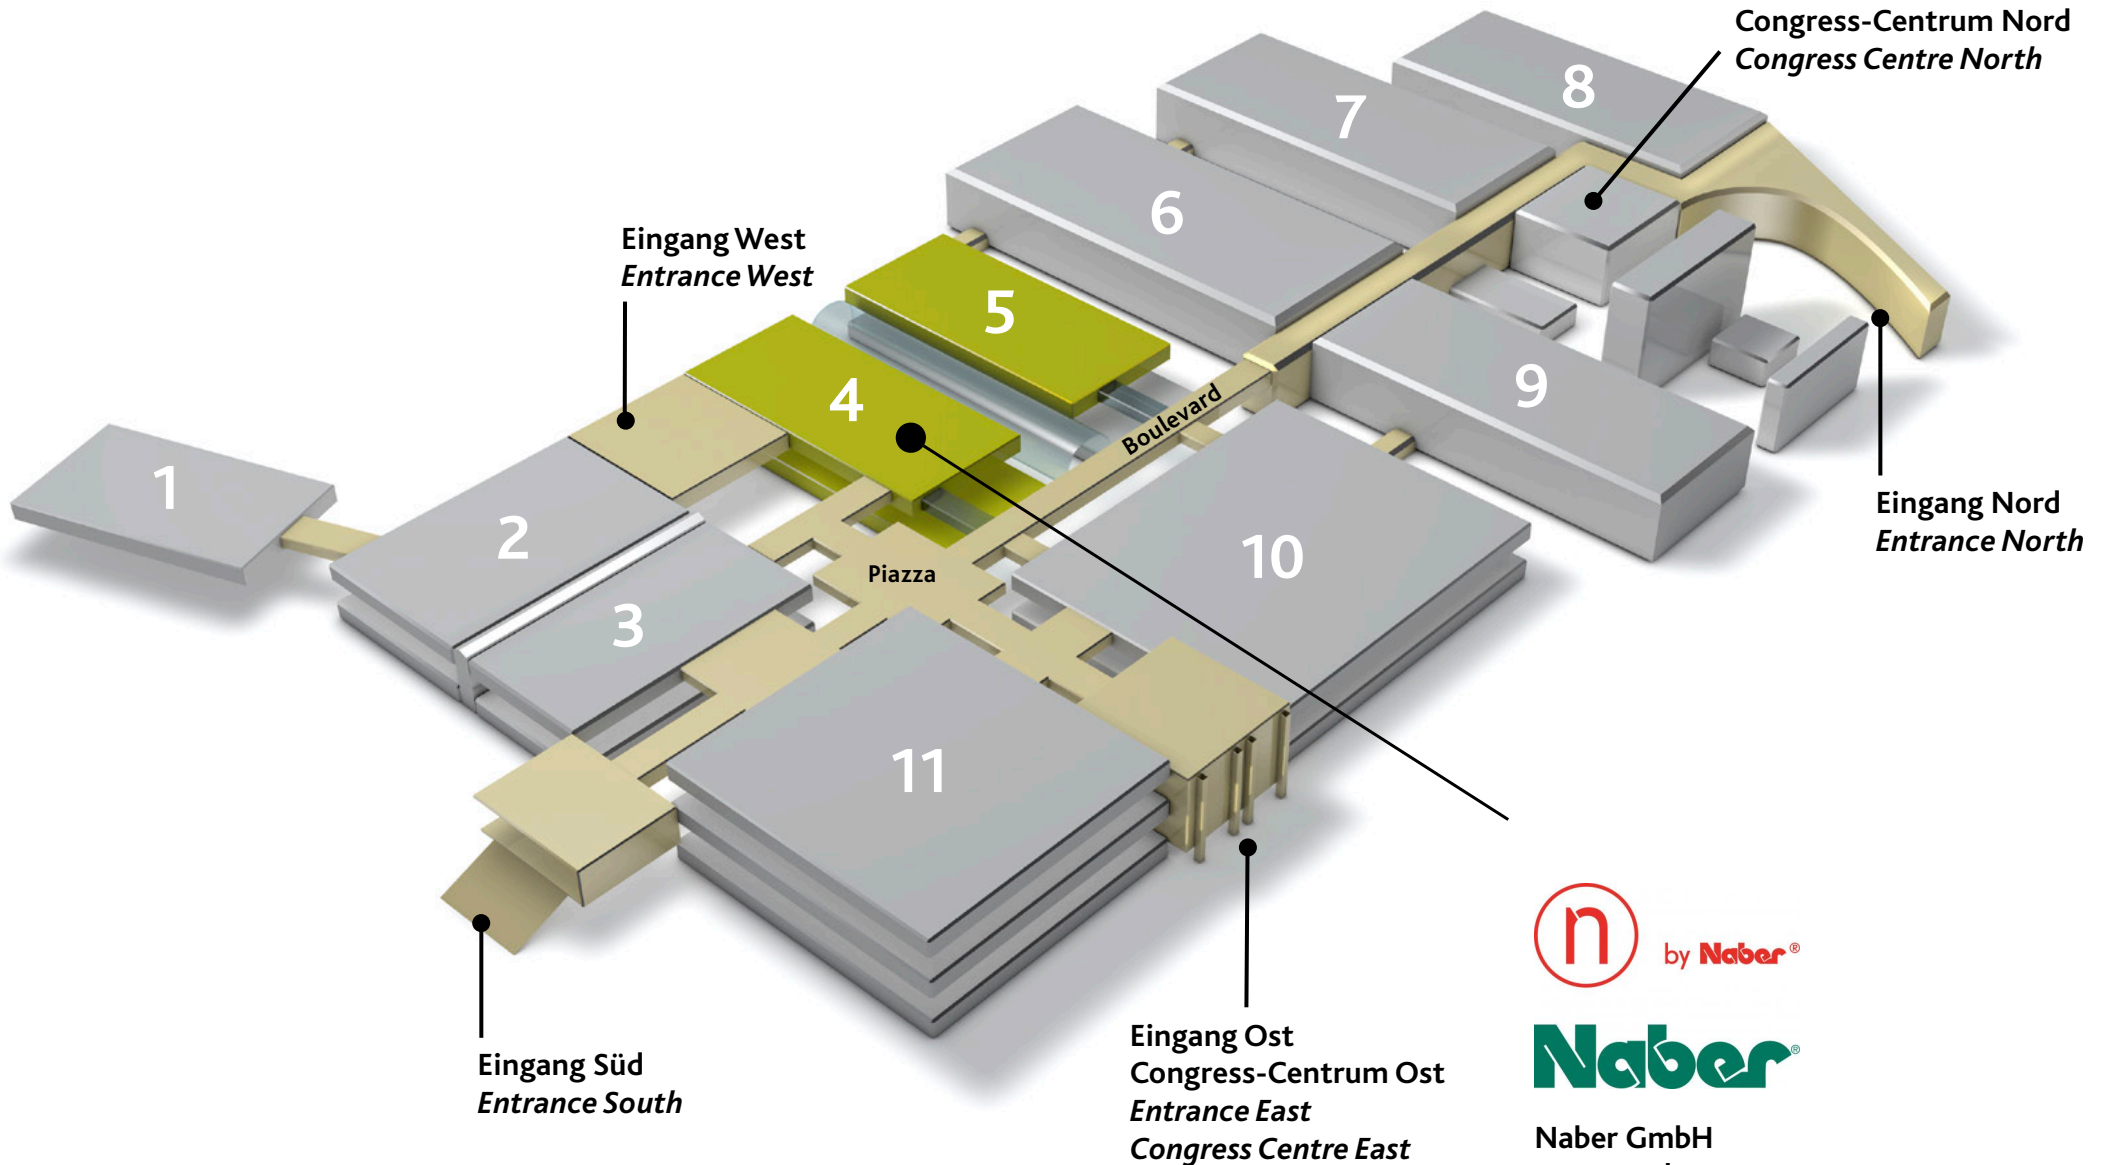 Congress-Centrum Nord
Congress Centre North
8
7
6
Eingang West
Entrance West
5
4
9
Boulevard
1
2
Eingang Nord
Entrance North
10
Piazza
3
11
by Naber®
n
Naber®
Eingang Süd
Entrance South
Eingang Ost
Congress-Centrum Ost
Entrance East
Congress Centre East
Naber GmbH